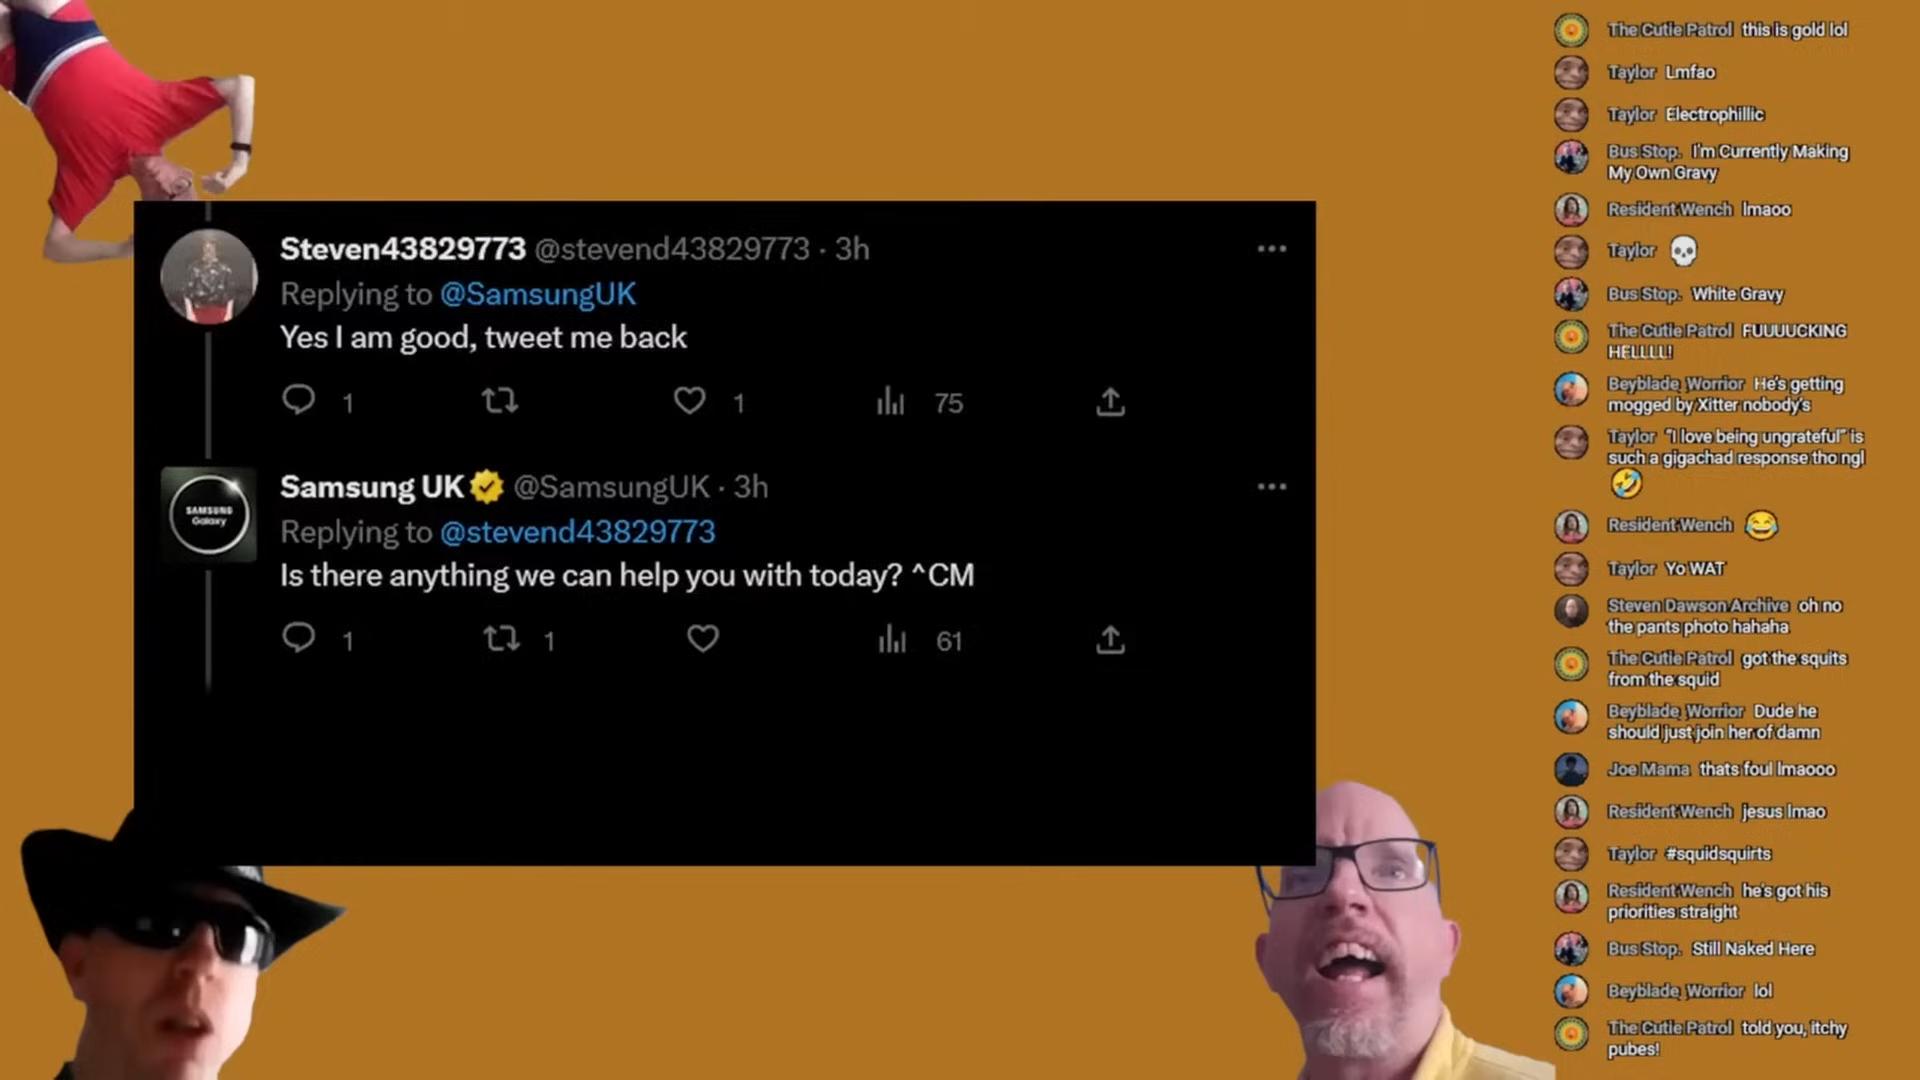 Steven43829773 @stevend43829773 · 3h
Replying to @SamsungUK
Yes I am good, tweet me back
1
1
75
Samsung UK @SamsungUK · 3h
SAMSUNG
Galaxy
Replying to @stevend43829773
Is there anything we can help you with today? ^CM
1
1
61
The Cutie Patrol this is gold lol
Taylor Lmfao
Taylor Electrophillic
Bus Stop. I'm Currently Making
My Own Gravy
Resident Wench lmaoo
Taylor 💀
Bus Stop. White Gravy
The Cutie Patrol FUUUUCKING
HELLLL!
Beyblade_Worrior He's getting
mogged by Xitter nobody's
Taylor "I love being ungrateful" is
such a gigachad response tho ngl
🤣
Resident Wench 😂
Taylor Yo WAT
Steven Dawson Archive oh no
the pants photo hahaha
The Cutie Patrol got the squits
from the squid
Beyblade_Worrior Dude he
should just join her of damn
Joe Mama thats foul lmaooo
Resident Wench jesus lmao
Taylor #squidsquirts
Resident Wench he's got his
priorities straight
Bus Stop. Still Naked Here
Beyblade_Worrior lol
The Cutie Patrol told you, itchy
pubes!